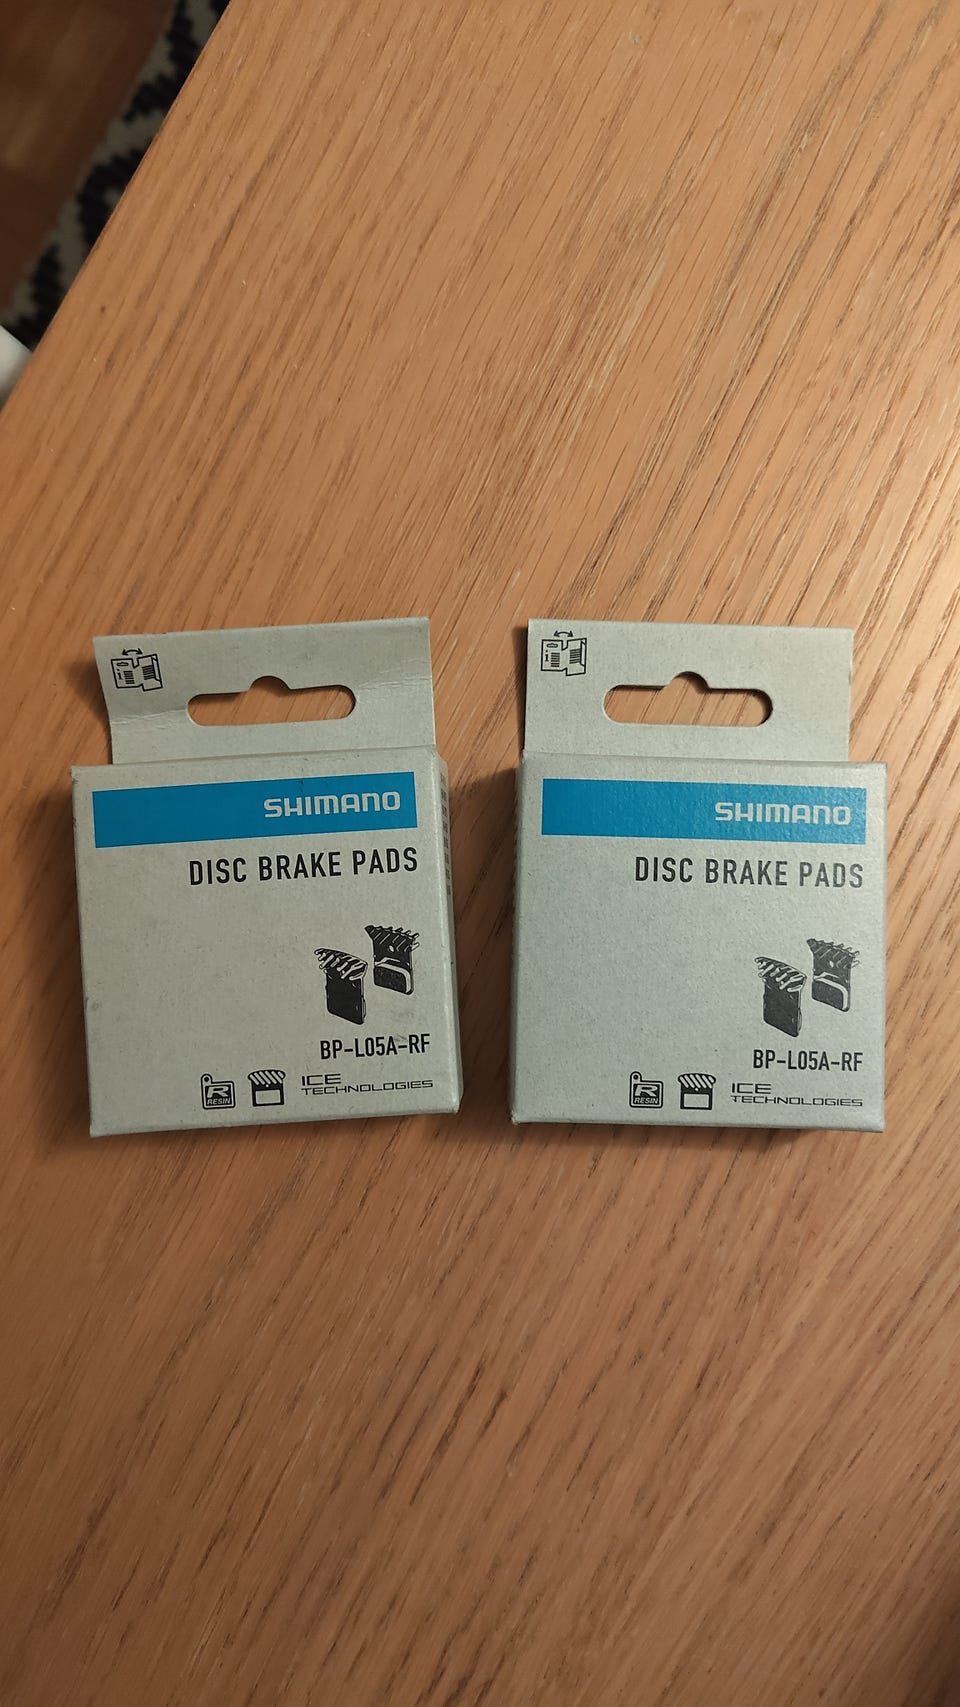 SHIMANO
DISC BRAKE PADS
BP-L05A-RF
R
RESIN
ICE
TECHNOLOGIES
SHIMANO
DISC BRAKE PADS
BP-L05A-RF
R
RESIN
ICE
TECHNOLOGIES